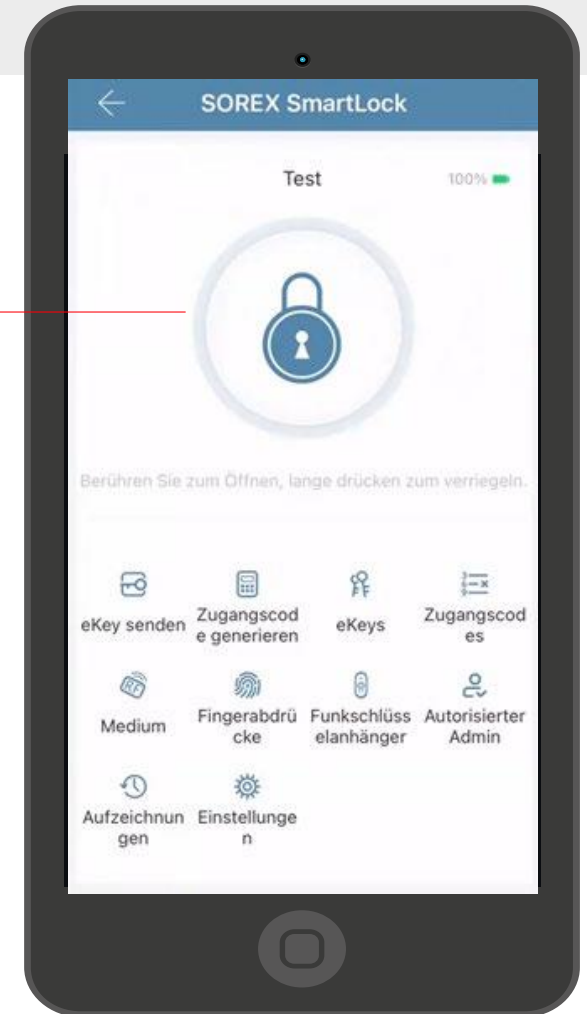 SOREX SmartLock
Test 100%
Berühren Sie zum Öffnen, lange drücken zum verriegeln.
eKey senden
Zugangscod
e generieren
eKeys
Zugangscod
es
RF
Medium
Fingerabdrü
cke
Funkschlüss
elanhänger
Autorisierter
Admin
Aufzeichnun
gen
Einstellunge
n